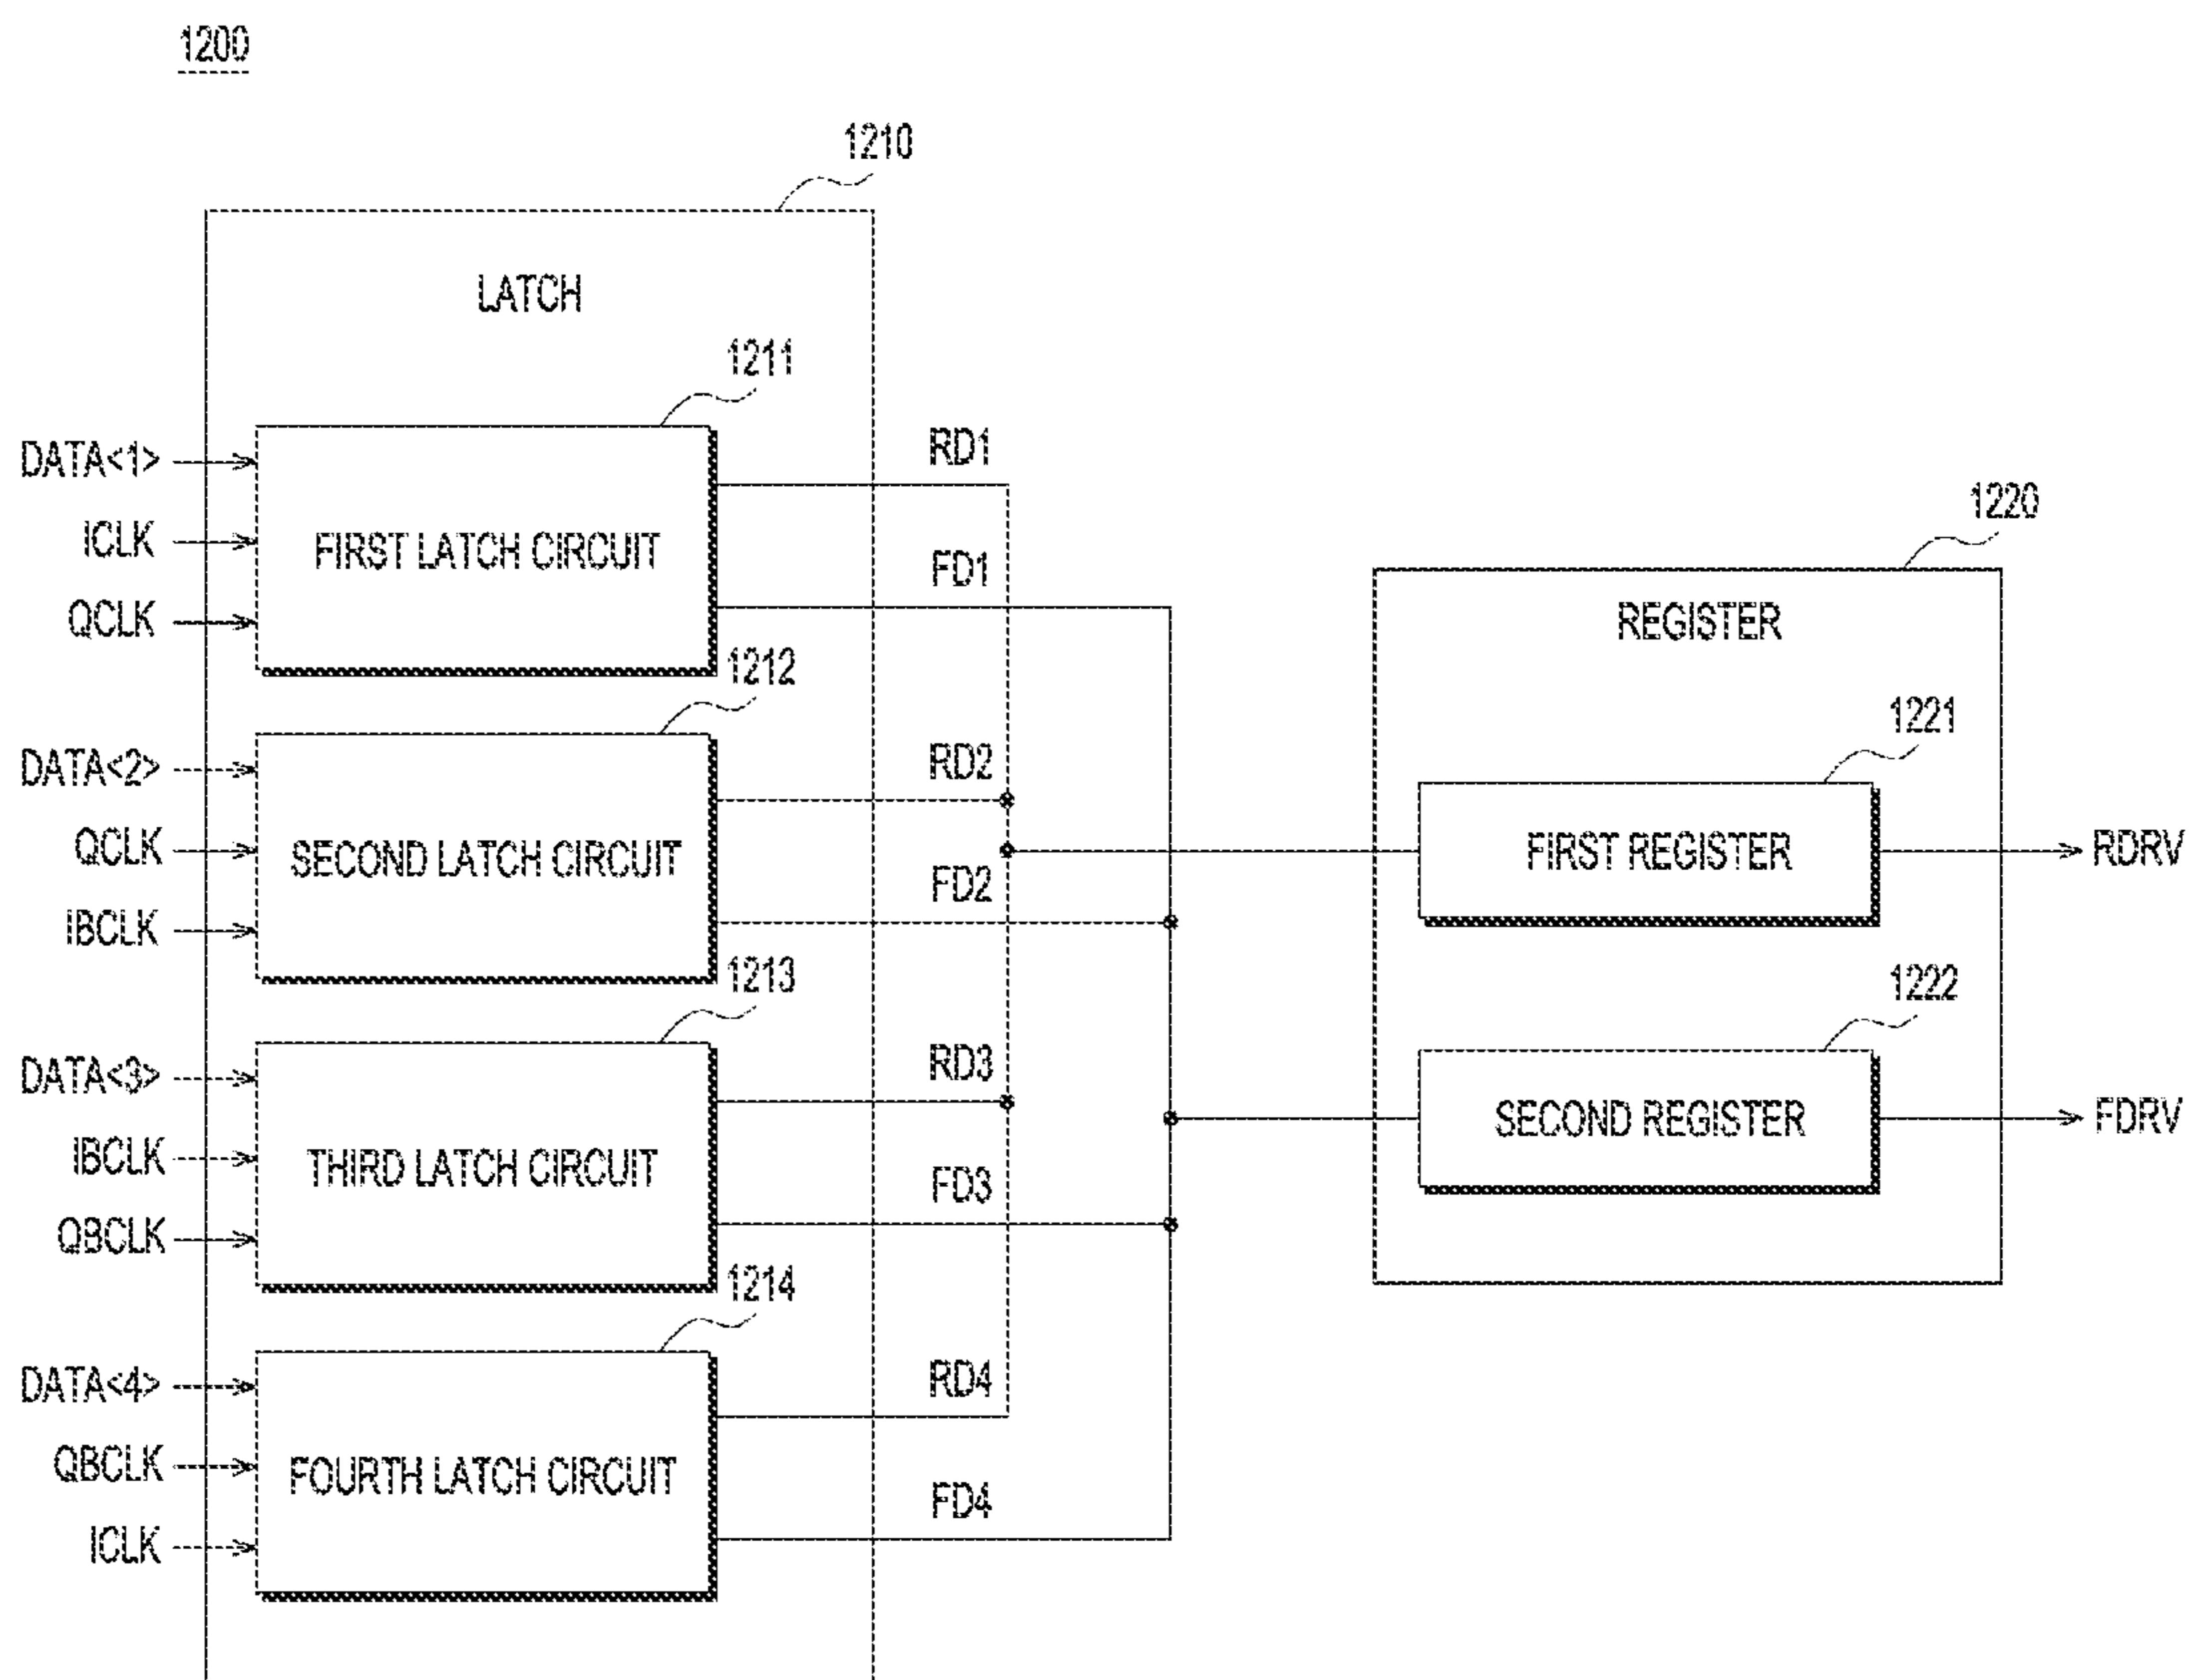 1200
1210
LATCH
1211
DATA<1>
ICLK
QCLK
FIRST LATCH CIRCUIT
RD1
FD1
1212
DATA<2>
QCLK
IBCLK
SECOND LATCH CIRCUIT
RD2
FD2
1213
DATA<3>
IBCLK
QBCLK
THIRD LATCH CIRCUIT
RD3
FD3
1214
DATA<4>
QBCLK
ICLK
FOURTH LATCH CIRCUIT
RD4
FD4
1220
REGISTER
1221
FIRST REGISTER
RDRV
1222
SECOND REGISTER
FDRV